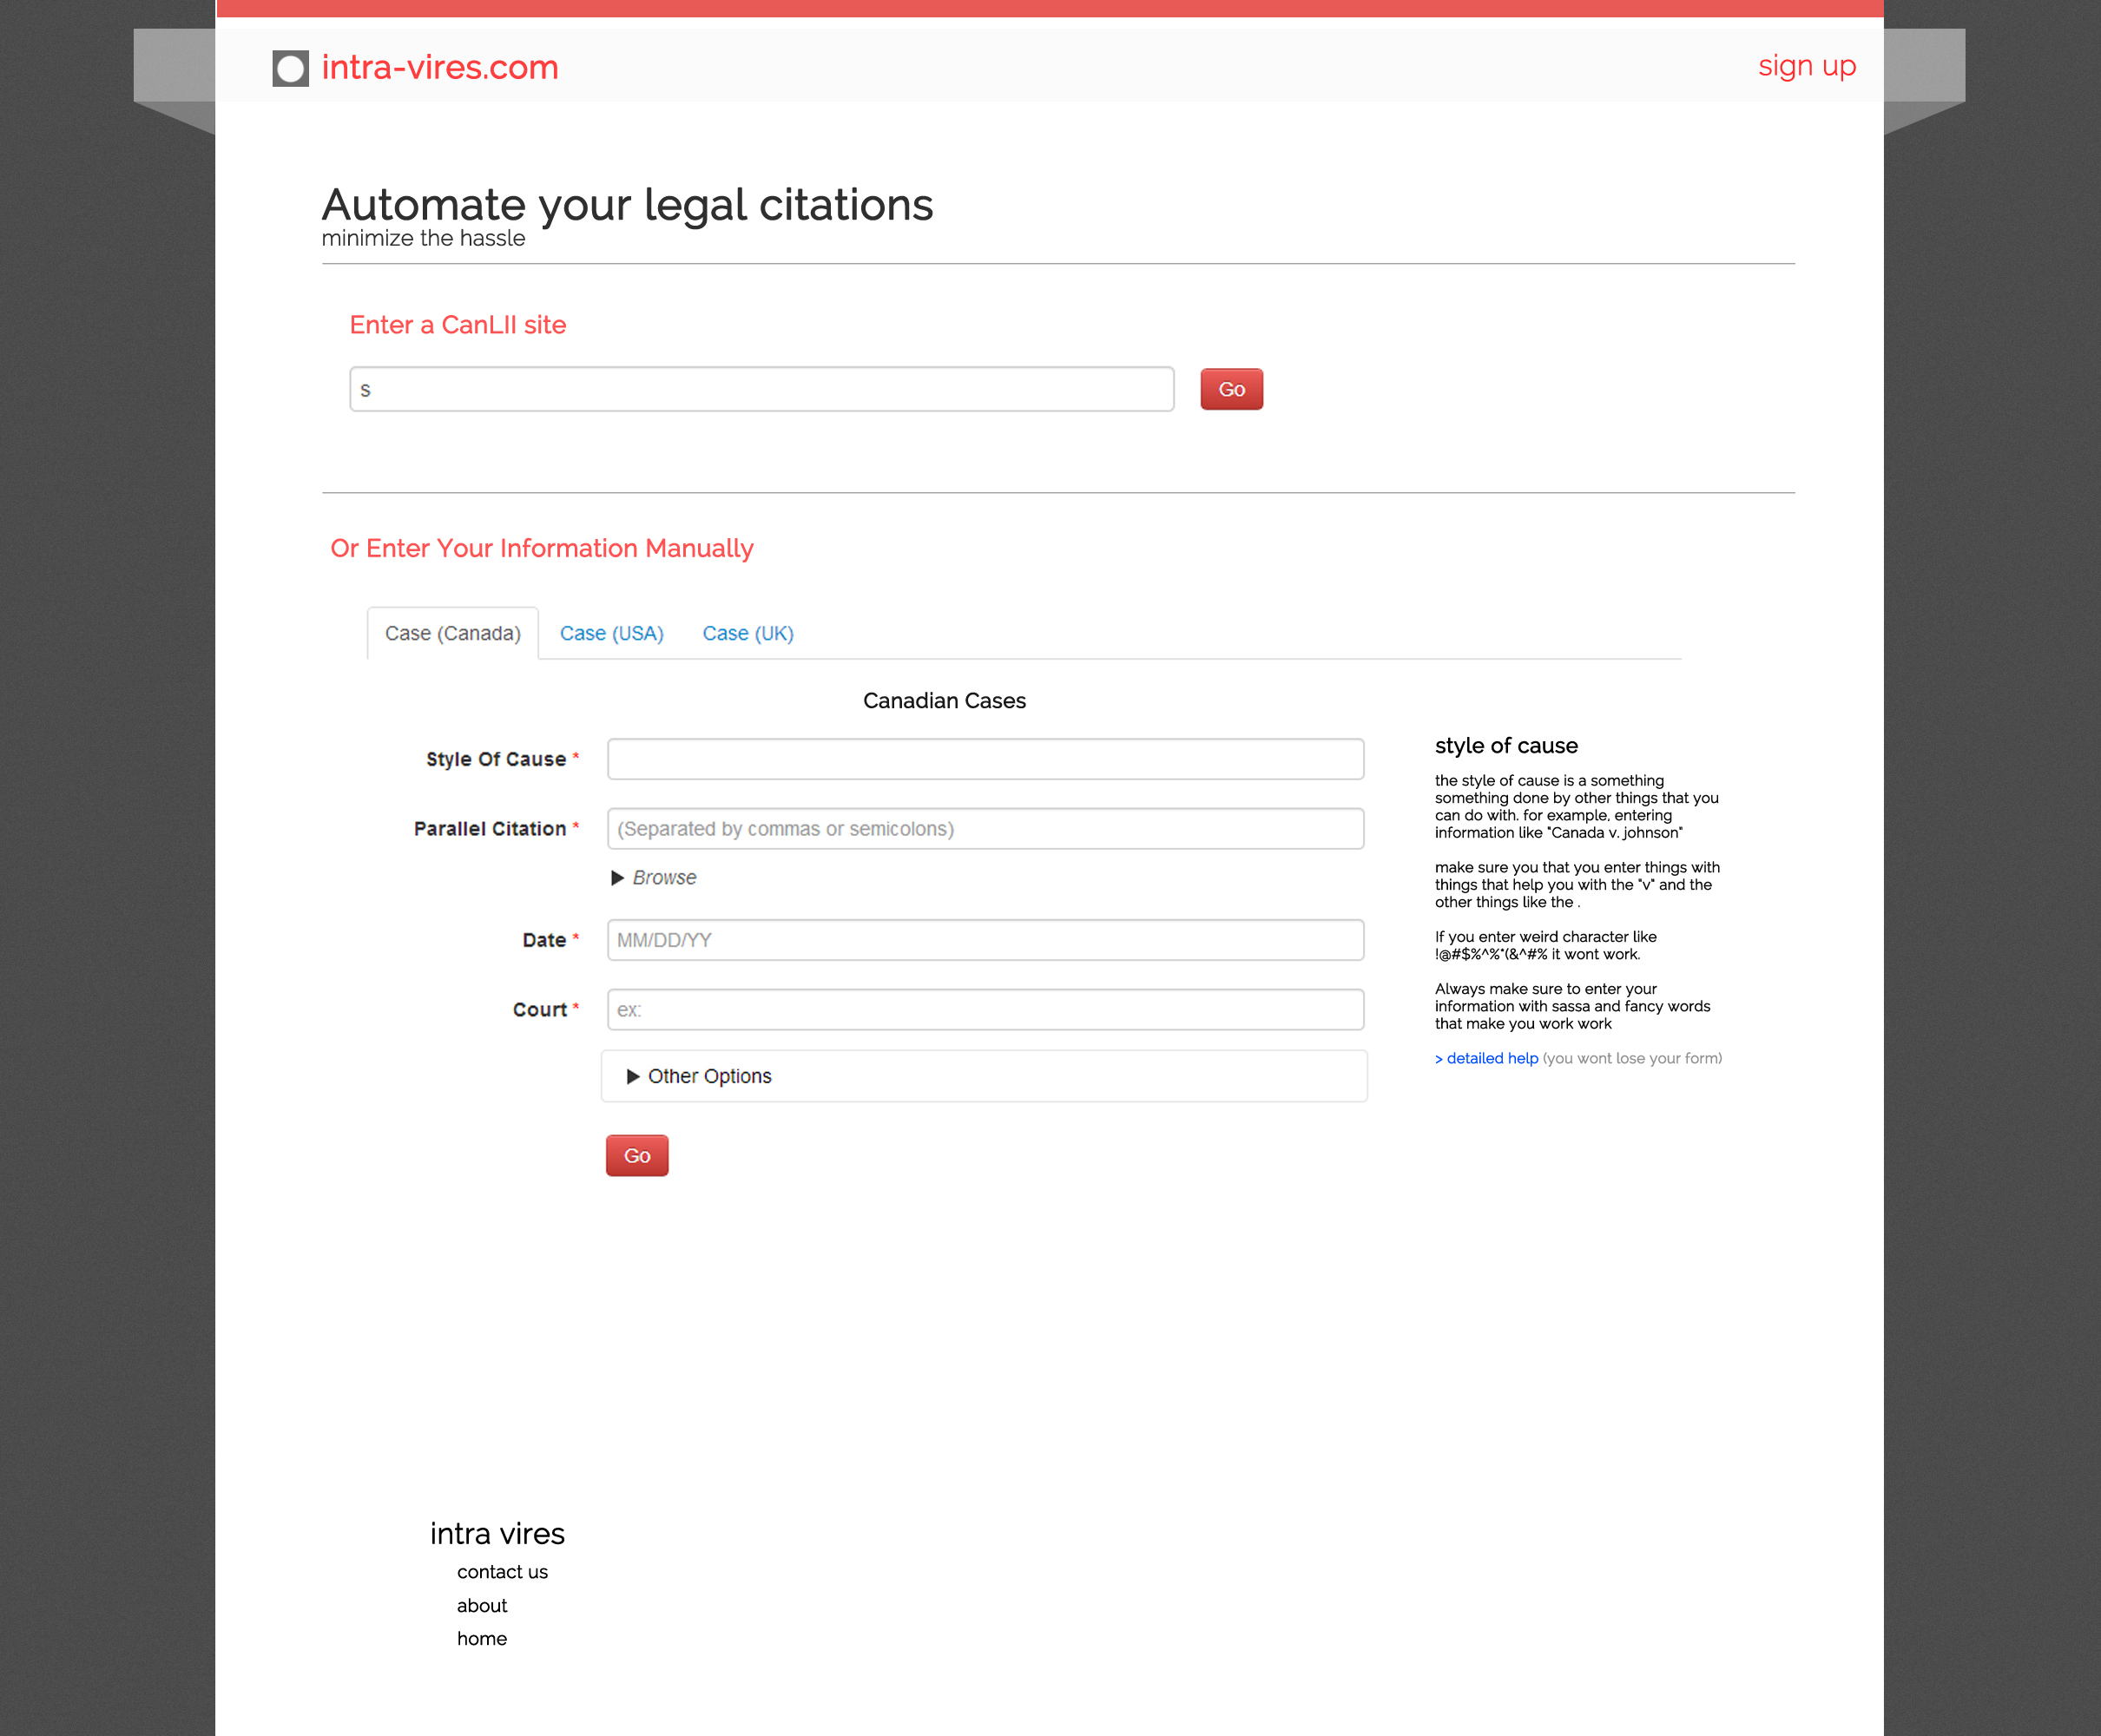 intra-vires.com
sign up
Automate your legal citations
minimize the hassle
Enter a CanLII site
s
Go
Or Enter Your Information Manually
Case (Canada)
Case (USA)
Case (UK)
Canadian Cases
Style Of Cause *
Parallel Citation *
(Separated by commas or semicolons)
▶ Browse
Date *
MM/DD/YY
Court *
ex:
▶ Other Options
Go
style of cause
the style of cause is a something
something done by other things that you
can do with. for example, entering
information like "Canada v. johnson"
make sure you that you enter things with
things that help you with the "v" and the
other things like the .
If you enter weird character like
!@#$%^%*(&^#% it wont work.
Always make sure to enter your
information with sassa and fancy words
that make you work work
> detailed help (you wont lose your form)
intra vires
contact us
about
home